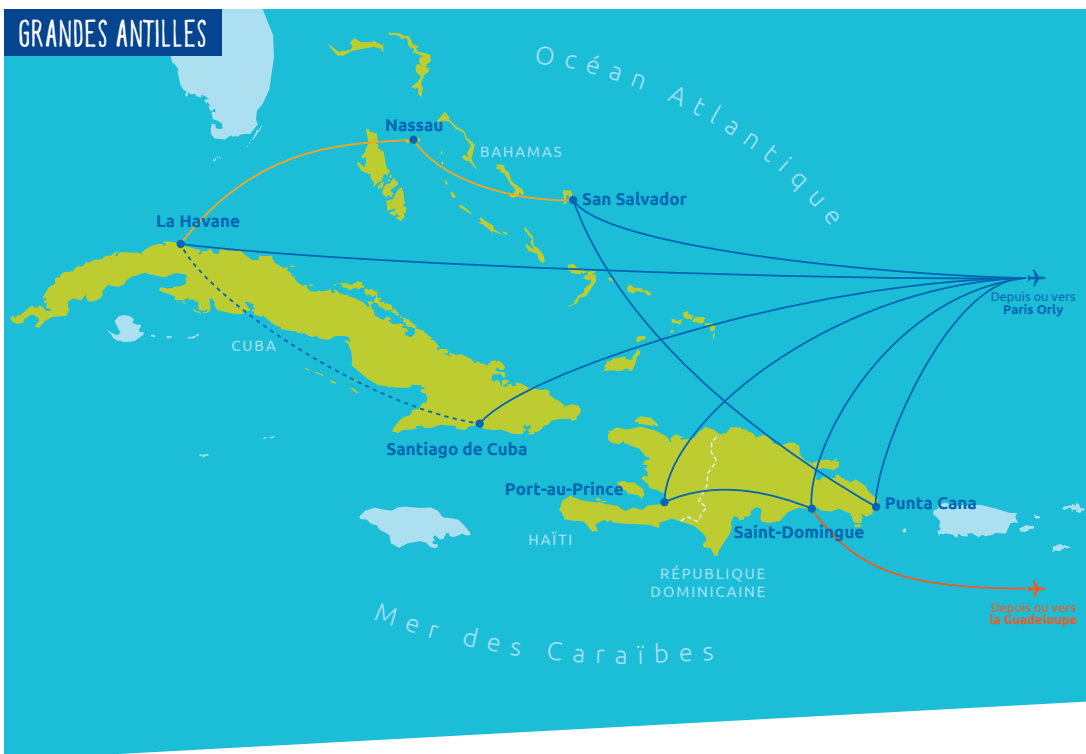 GRANDES ANTILLES
Océan Atlantique
Nassau
BAHAMAS
San Salvador
La Havane
Depuis ou vers
Paris Orly
CUBA
Santiago de Cuba
Port-au-Prince
Punta Cana
Saint-Domingue
HAÏTI
RÉPUBLIQUE
DOMINICAINE
Depuis ou vers
la Guadeloupe
Mer des Caraïbes